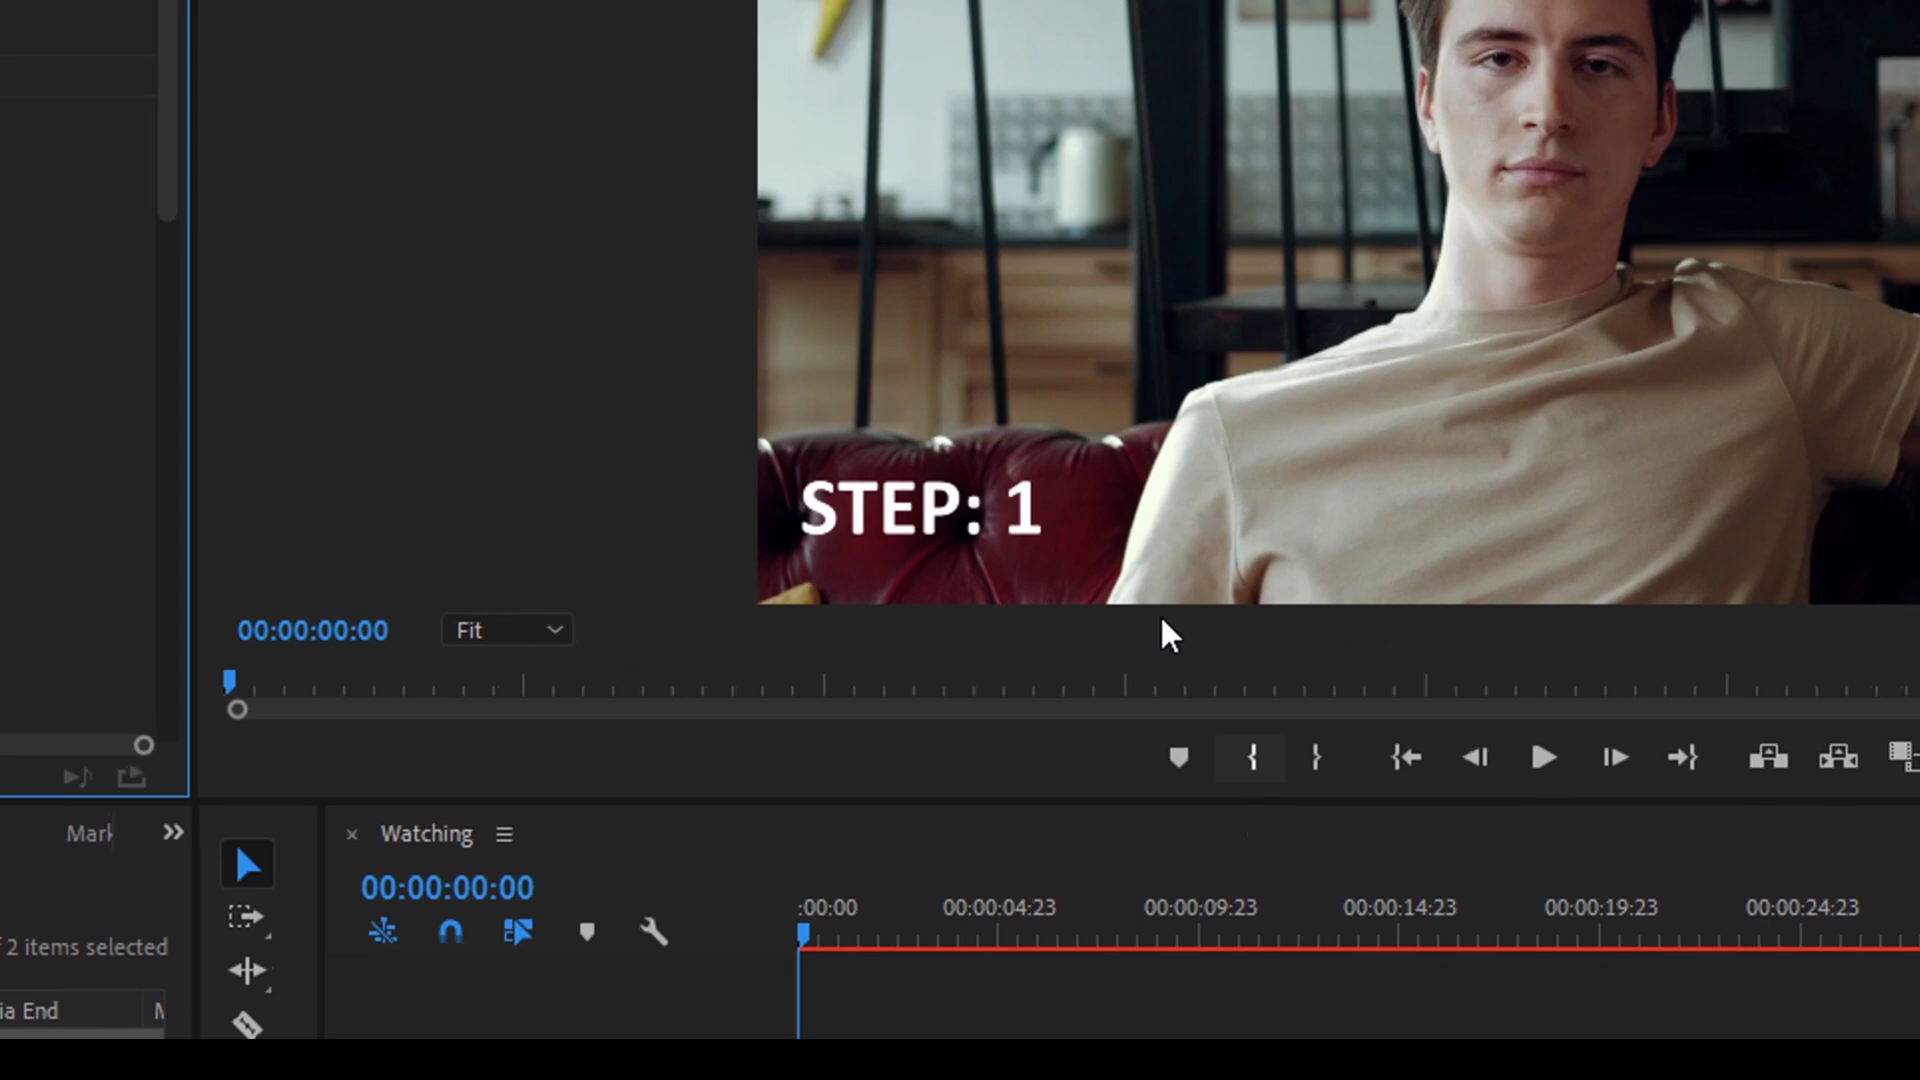 STEP: 1
00:00:00:00
Fit
Mark
Watching
00:00:00:00
:00:00
00:00:04:23
00:00:09:23
00:00:14:23
00:00:19:23
00:00:24:23
2 items selected
ia End